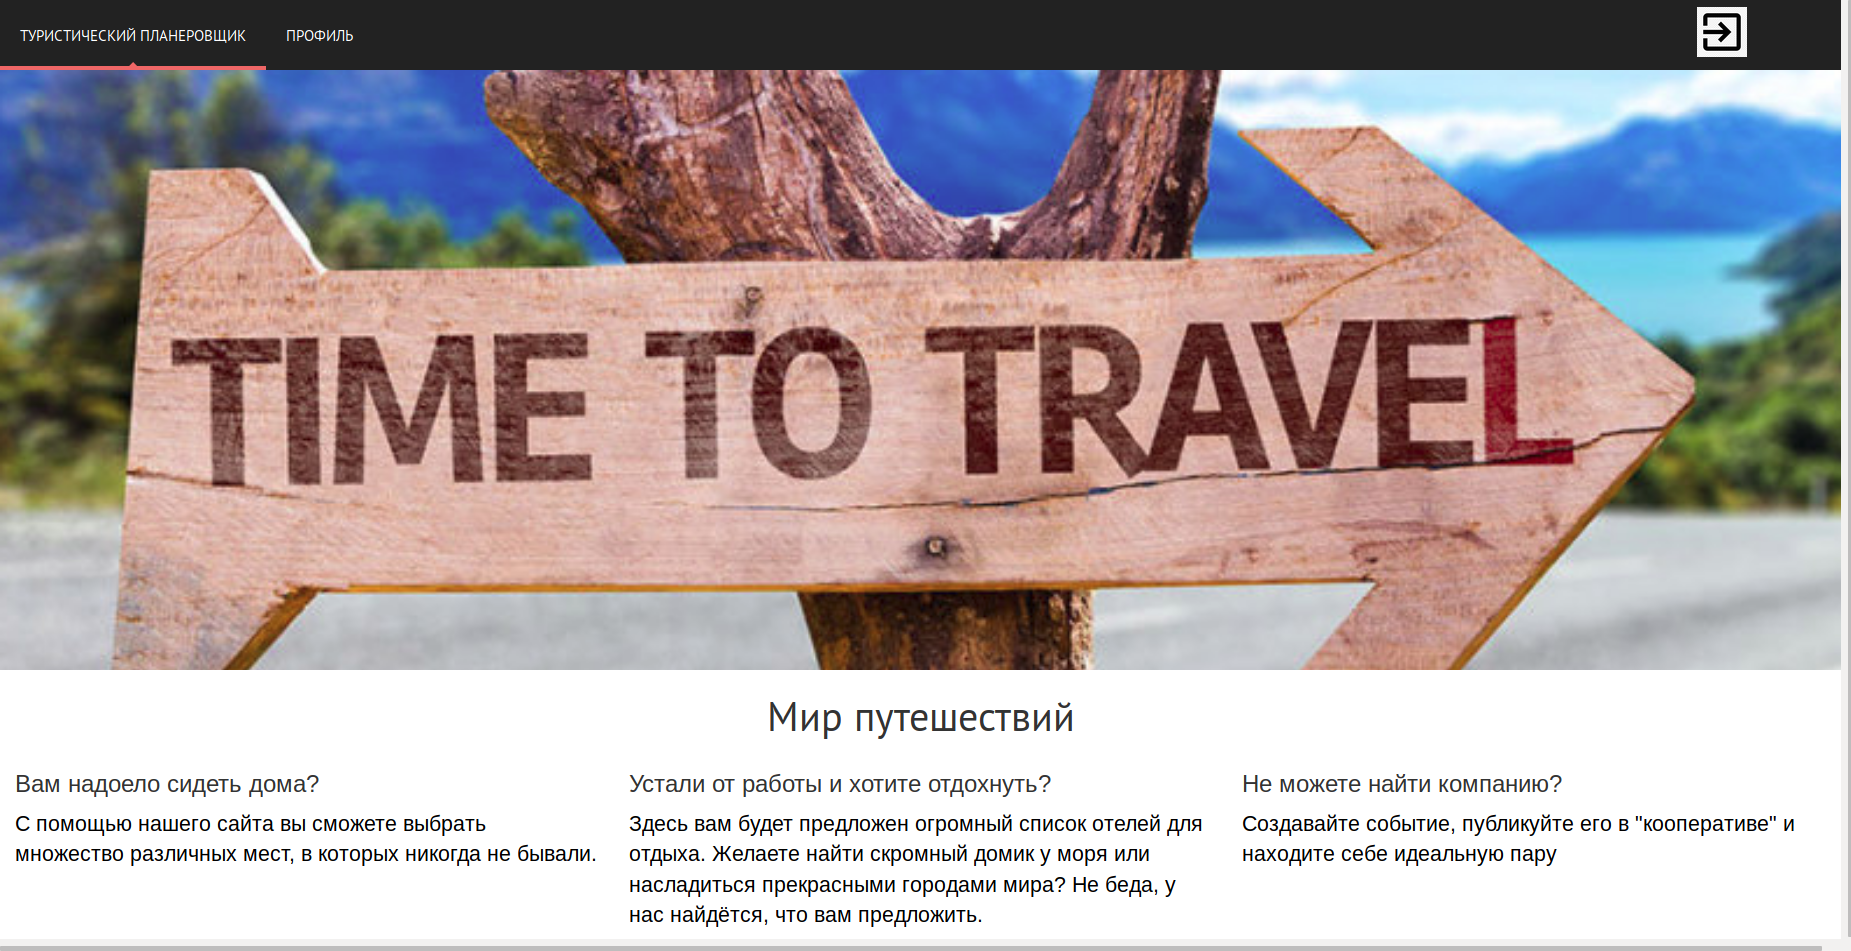 ТУРИСТИЧЕСКИЙ ПЛАНЕРОВЩИК ПРОФИЛЬ
TIME TO TRAVEL
Мир путешествий
Вам надоело сидеть дома?
С помощью нашего сайта вы сможете выбрать
множество различных мест, в которых никогда не бывали.
Устали от работы и хотите отдохнуть?
Здесь вам будет предложен огромный список отелей для
отдыха. Желаете найти скромный домик у моря или
насладиться прекрасными городами мира? Не беда, у
нас найдётся, что вам предложить.
Не можете найти компанию?
Создавайте событие, публикуйте его в "кооперативе" и
находите себе идеальную пару